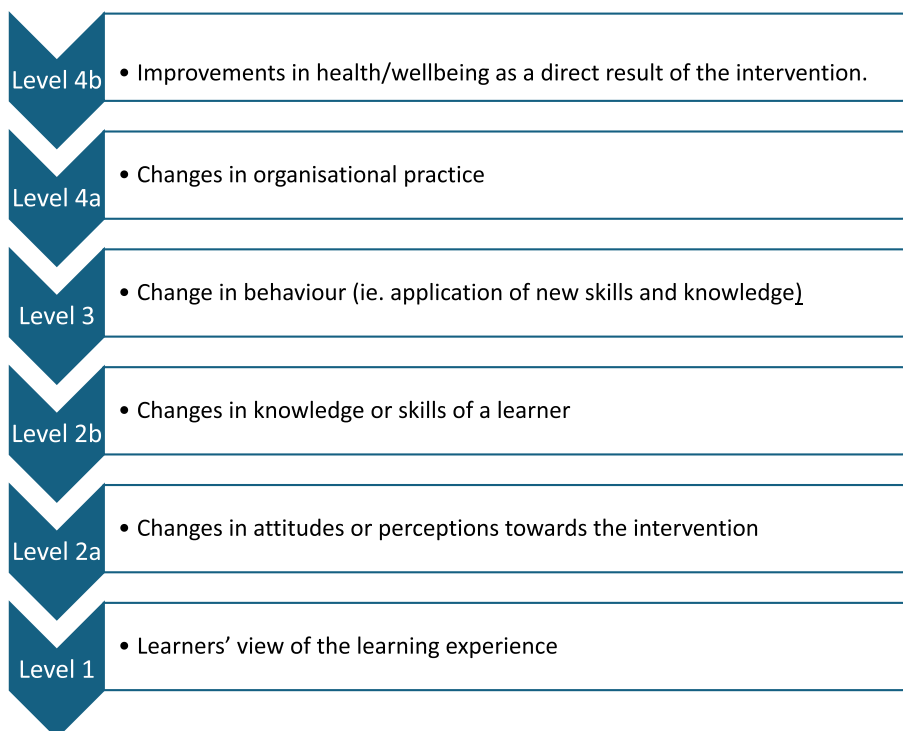 Level 4b
• Improvements in health/wellbeing as a direct result of the intervention.
Level 4a
• Changes in organisational practice
Level 3
• Change in behaviour (ie. application of new skills and knowledge)
Level 2b
• Changes in knowledge or skills of a learner
Level 2a
• Changes in attitudes or perceptions towards the intervention
Level 1
• Learners’ view of the learning experience